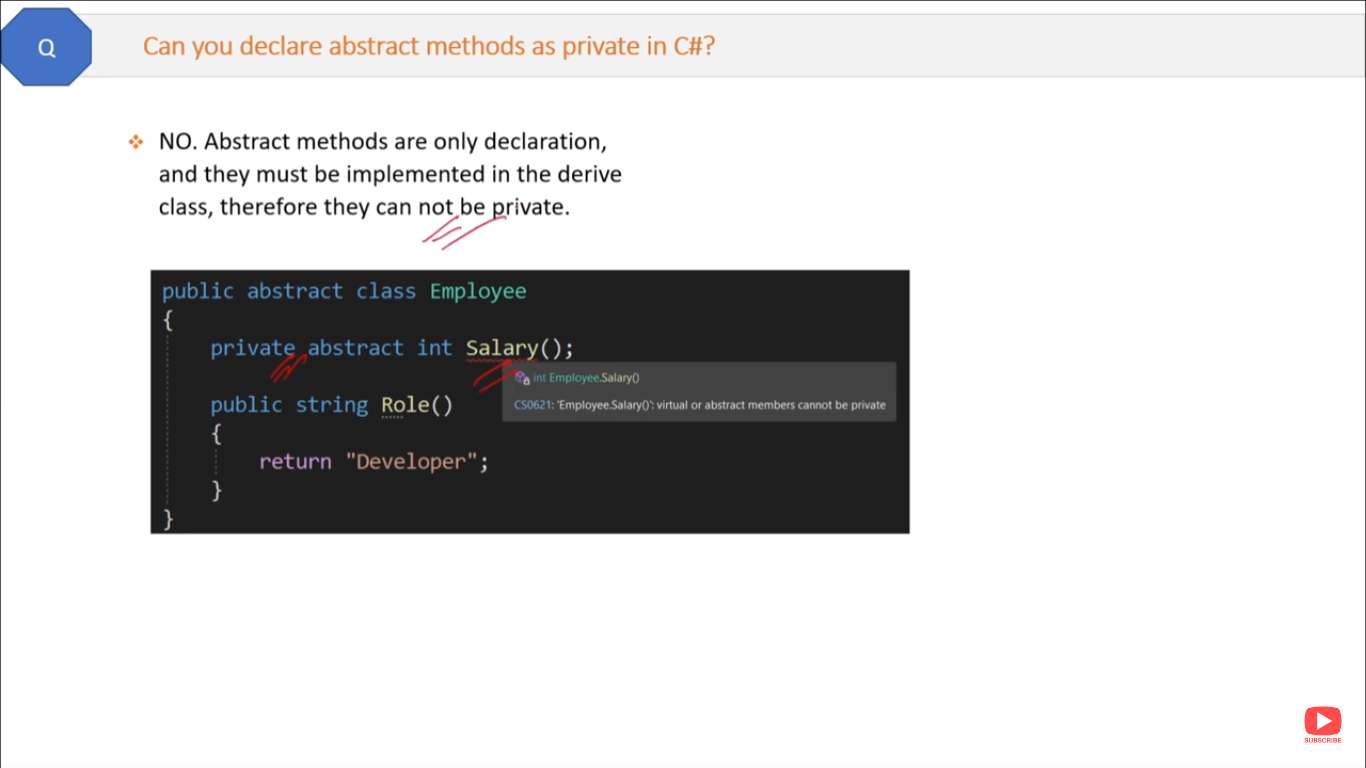 Q
Can you declare abstract methods as private in C#?
NO. Abstract methods are only declaration,
and they must be implemented in the derive
class, therefore they can not be private.
public abstract class Employee
{
private abstract int Salary();
int Employee.Salary()
CS0621: 'Employee.Salary()': virtual or abstract members cannot be private
public string Role()
{
return "Developer";
}
}
SUBSCRIBE